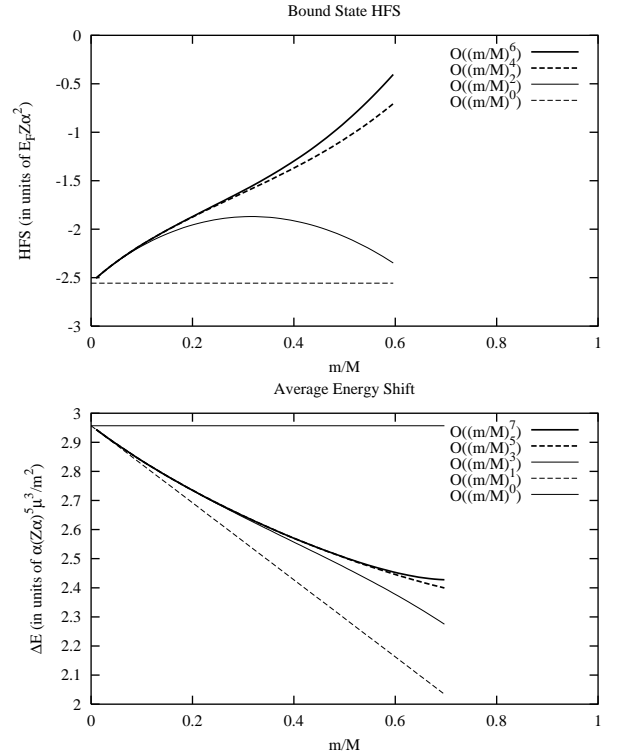 Bound State HFS
0
-0.5
-1
-1.5
-2
-2.5
-3
HFS (in units of E_F Zα^2)
O((m/M)^6)
O((m/M)^4)
O((m/M)^2)
O((m/M)^0)
0 0.2 0.4 0.6 0.8 1
m/M
Average Energy Shift
3
2.9
2.8
2.7
2.6
2.5
2.4
2.3
2.2
2.1
2
ΔE (in units of α(Zα)^5μ^3/m^2)
O((m/M)^7)
O((m/M)^5)
O((m/M)^3)
O((m/M)^1)
O((m/M)^0)
0 0.2 0.4 0.6 0.8 1
m/M